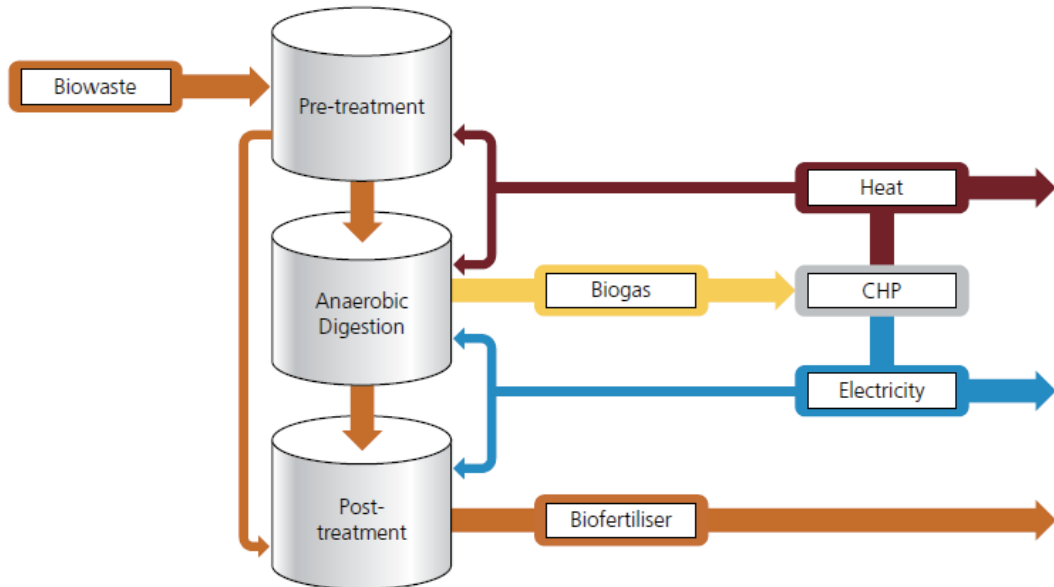 Biowaste
Pre-treatment
Heat
Anaerobic
Digestion
Biogas
CHP
Electricity
Post-
treatment
Biofertiliser